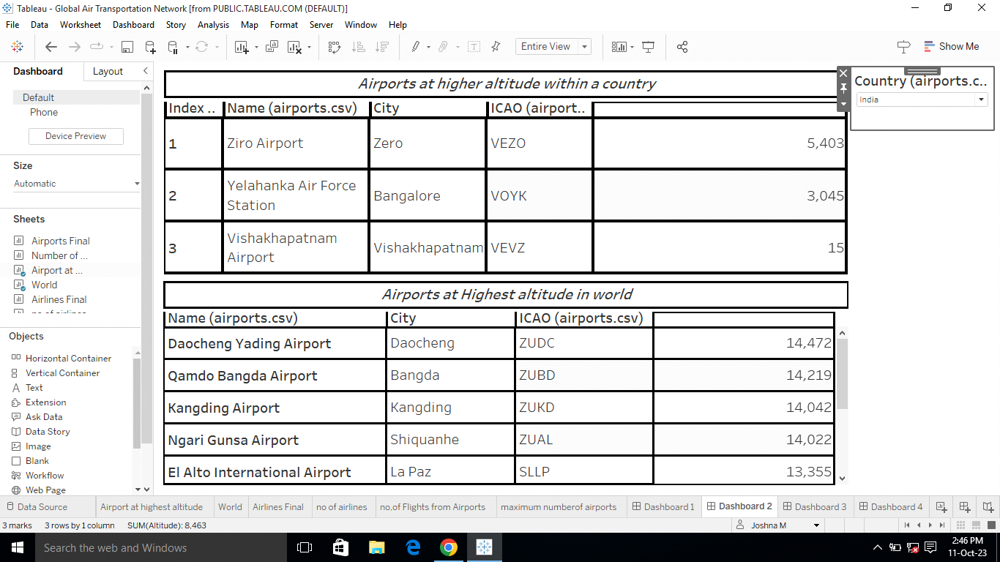 Tableau - Global Air Transportation Network [from PUBLIC.TABLEAU.COM (DEFAULT)]
File Data Worksheet Dashboard Story Analysis Map Format Server Window Help
Entire View
Show Me
Dashboard Layout
Default
Phone
Device Preview
Size
Automatic
Sheets
Airports Final
Number of ...
Airport at ...
World
Airlines Final
Objects
Horizontal Container
Vertical Container
Text
Extension
Ask Data
Data Story
Image
Blank
Workflow
Web Page
Airports at higher altitude within a country
Index .. Name (airports.csv) City ICAO (airport..
1 Ziro Airport Zero VEZO 5,403
2 Yelahanka Air Force Station Bangalore VOYK 3,045
3 Vishakhapatnam Airport Vishakhapatnam VEVZ 15
Country (airports.c..
India
Airports at Highest altitude in world
Name (airports.csv) City ICAO (airports.csv)
Daocheng Yading Airport Daocheng ZUDC 14,472
Qamdo Bangda Airport Bangda ZUBD 14,219
Kangding Airport Kangding ZUKD 14,042
Ngari Gunsa Airport Shiquanhe ZUAL 14,022
El Alto International Airport La Paz SLLP 13,355
Data Source Airport at highest altitude World Airlines Final no of airlines no,of Flights from Airports maximum numberof airports Dashboard 1 Dashboard 2 Dashboard 3 Dashboard 4
3 marks 3 rows by 1 column SUM(Altitude): 8,463 Joshna M
Search the web and Windows
2:46 PM
11-Oct-23